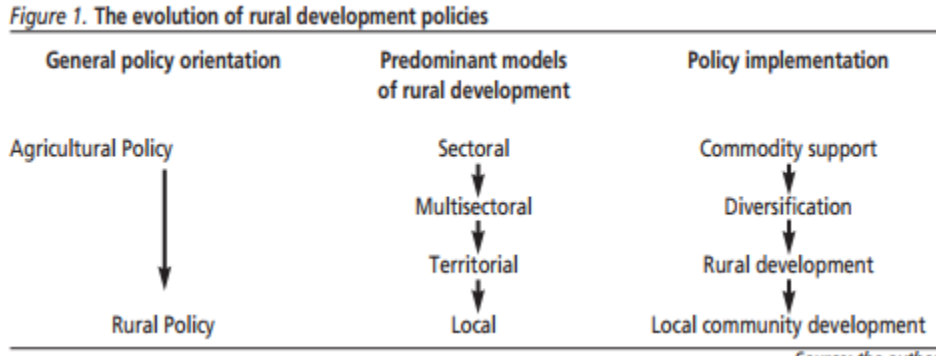 Figure 1. The evolution of rural development policies
General policy orientation Predominant models Policy implementation
of rural development
Agricultural Policy Sectoral Commodity support
Multisectoral Diversification
Territorial Rural development
Rural Policy Local Local community development